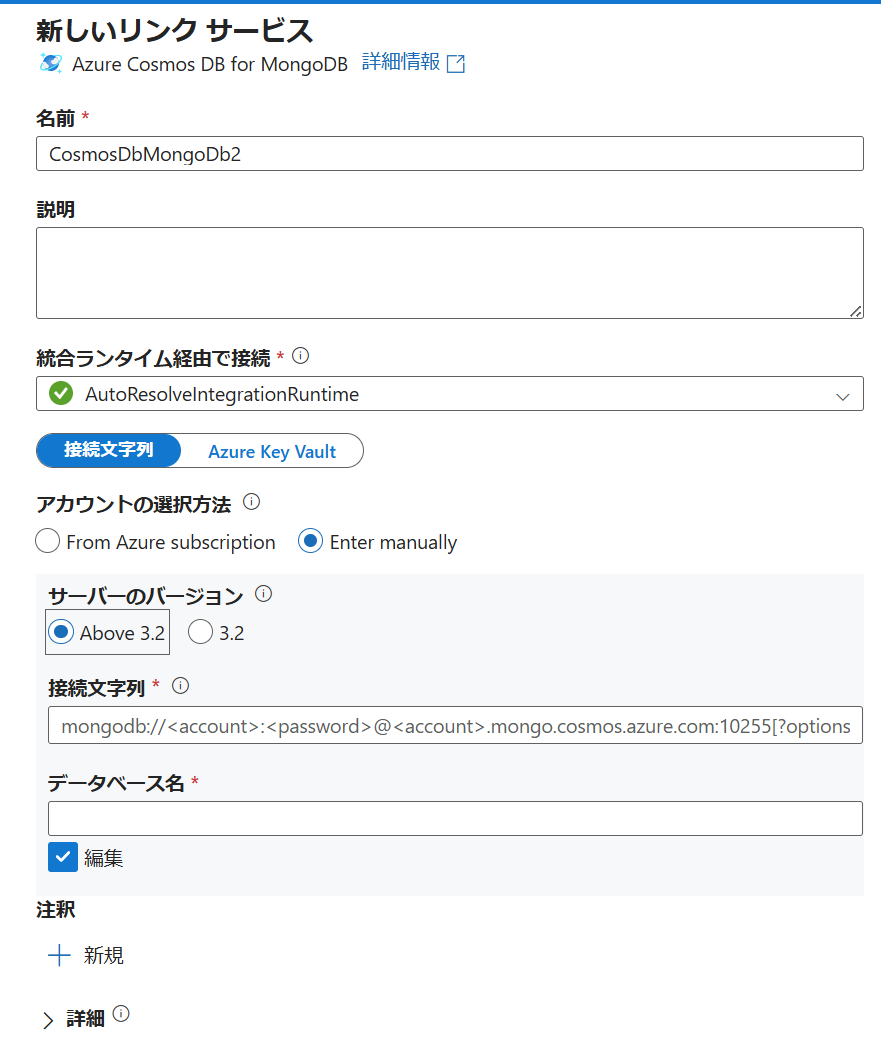 新しいリンク サービス
Azure Cosmos DB for MongoDB 詳細情報
名前 *
CosmosDbMongoDb2
説明
統合ランタイム経由で接続 *
AutoResolveIntegrationRuntime
接続文字列 Azure Key Vault
アカウントの選択方法
From Azure subscription Enter manually
サーバーのバージョン
Above 3.2 3.2
接続文字列 *
mongodb://<account>:<password>@<account>.mongo.cosmos.azure.com:10255[?options
データベース名 *
編集
注釈
新規
詳細